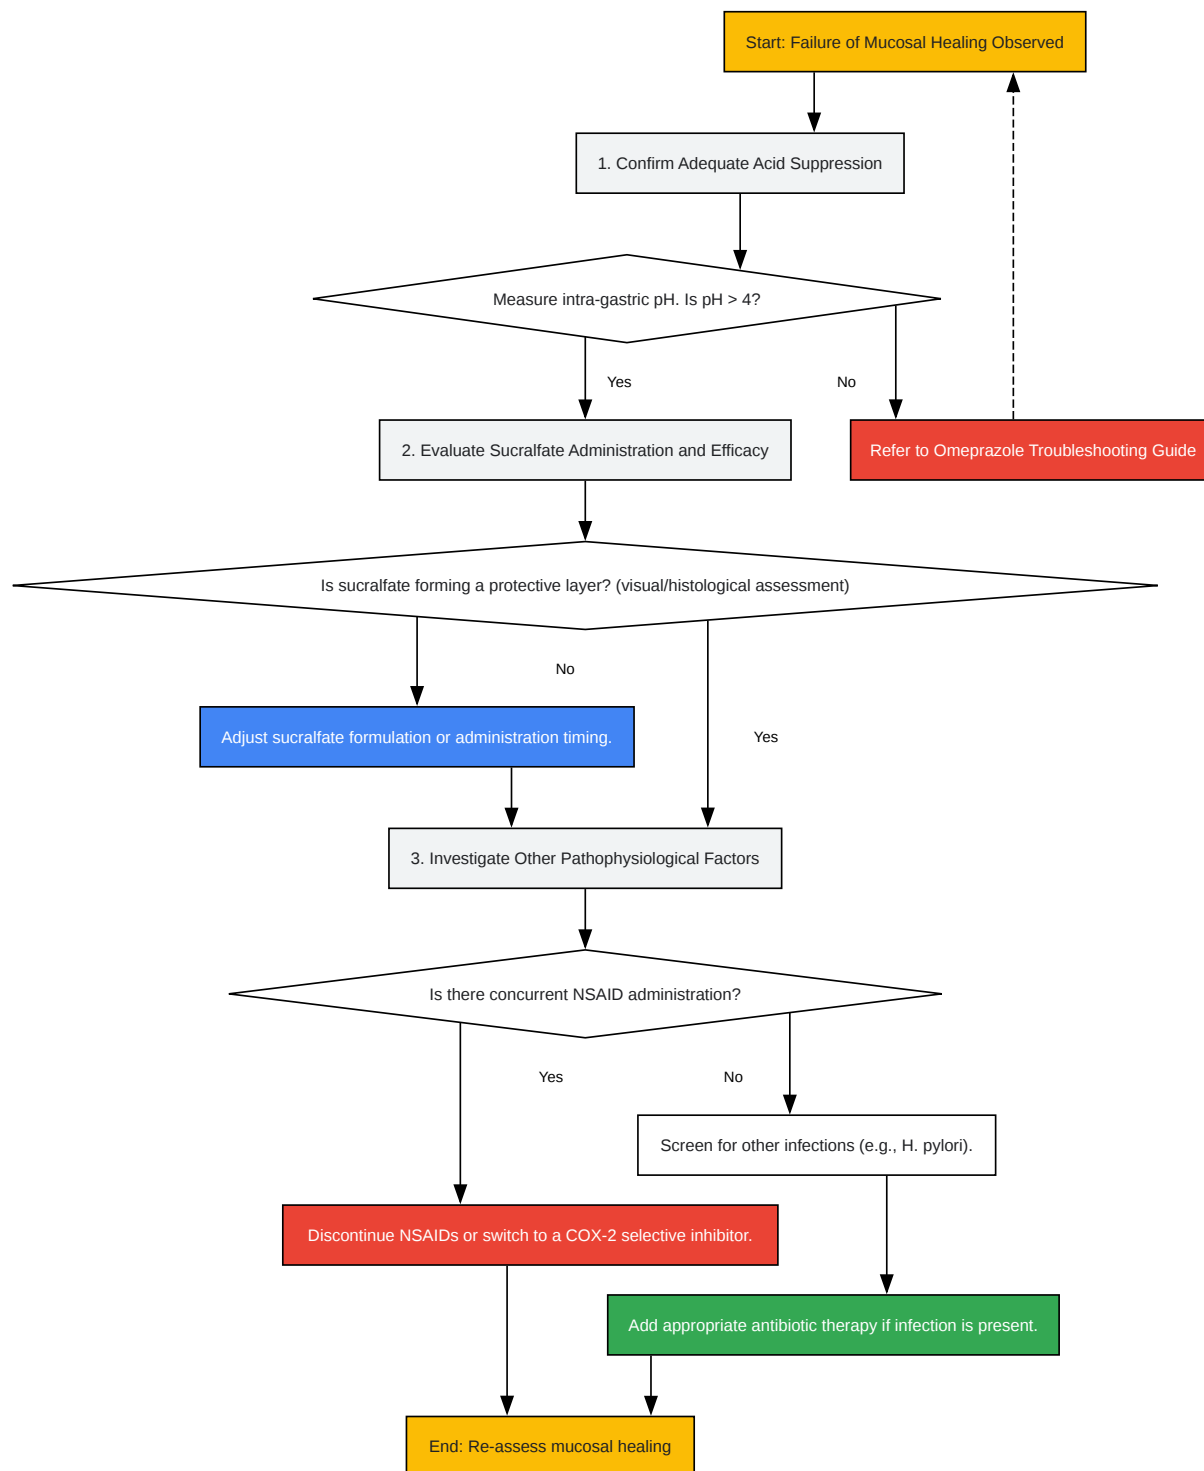 Start: Failure of Mucosal Healing Observed
1. Confirm Adequate Acid Suppression
Measure intra-gastric pH. Is pH > 4?
Yes
No
2. Evaluate Sucralfate Administration and Efficacy
Refer to Omeprazole Troubleshooting Guide
Is sucralfate forming a protective layer? (visual/histological assessment)
No
Adjust sucralfate formulation or administration timing.
Yes
3. Investigate Other Pathophysiological Factors
Is there concurrent NSAID administration?
Yes
No
Screen for other infections (e.g., H. pylori).
Discontinue NSAIDs or switch to a COX-2 selective inhibitor.
Add appropriate antibiotic therapy if infection is present.
End: Re-assess mucosal healing